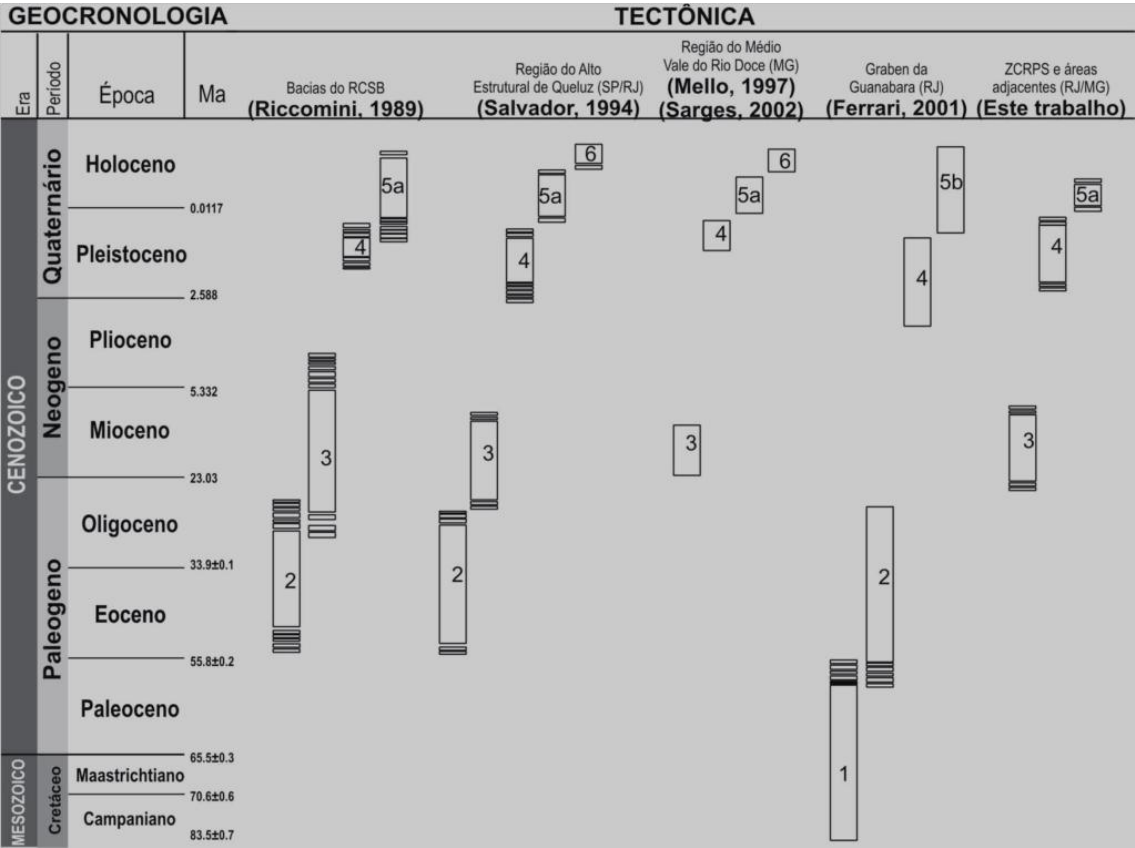 GEOCRONOLOGIA
TECTÔNICA
Era
Período
Época
Ma
Bacias do RCSB
(Riccomini, 1989)
Região do Alto
Estrutural de Queluz (SP/RJ)
(Salvador, 1994)
Região do Médio
Vale do Rio Doce (MG)
(Mello, 1997)
(Sarges, 2002)
Graben da
Guanabara (RJ)
(Ferrari, 2001)
ZCRPS e áreas
adjacentes (RJ/MG)
(Este trabalho)
CENOZOICO
MESOZOICO
Quaternário
Neogeno
Paleogeno
Cretáceo
Holoceno
0.0117
Pleistoceno
2.588
Plioceno
5.332
Mioceno
23.03
Oligoceno
33.9±0.1
Eoceno
55.8±0.2
Paleoceno
65.5±0.3
Maastrichtiano
70.6±0.6
Campaniano
83.5±0.7
2
3
4
5a
2
3
4
5a
6
3
4
5a
6
1
2
4
5b
3
4
5a